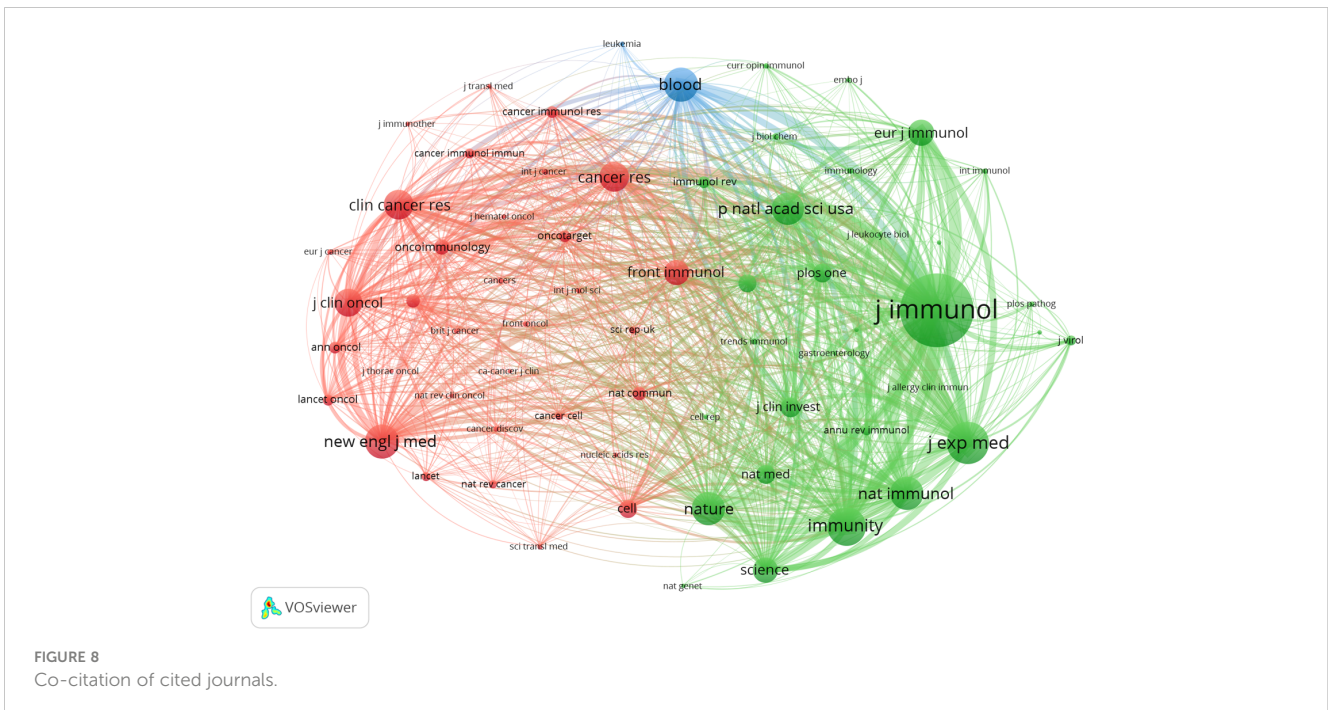 leukemia
curr opin immunol
embo j
blood
j transl med
cancer immunol res
j immunother
eur j immunol
j biol chem
cancer immunol immun
int j cancer
immunology
int immunol
cancer res
immunol rev
clin cancer res
p natl acad sci usa
j hematol oncol
j leukocyte biol
oncotarget
oncoimmunology
eur j cancer
front immunol
plos one
cancers
int j mol sci
j clin oncol
j immunol
plos pathog
front oncol
brit j cancer
sci rep-uk
trends immunol
j virol
ann oncol
gastroenterology
j thorac oncol
ca-cancer j clin
j allergy clin immun
nat rev clin oncol
nat commun
lancet oncol
j clin invest
cancer cell
cell rep
cancer discov
annu rev immunol
new engl j med
j exp med
nucleic acids res
lancet
nat med
nat rev cancer
nat immunol
cell
nature
immunity
sci transl med
science
nat genet
VOSviewer
FIGURE 8
Co-citation of cited journals.